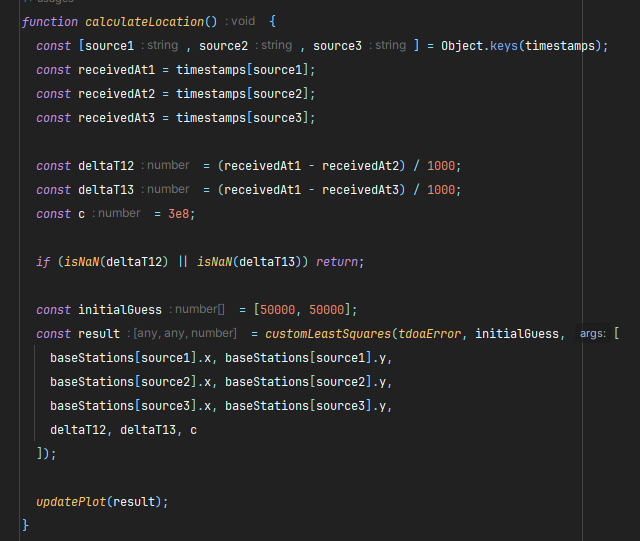 function calculateLocation() : void {
const [source1 : string , source2 : string , source3 : string ] = Object.keys(timestamps);
const receivedAt1 = timestamps[source1];
const receivedAt2 = timestamps[source2];
const receivedAt3 = timestamps[source3];
const deltaT12 : number = (receivedAt1 - receivedAt2) / 1000;
const deltaT13 : number = (receivedAt1 - receivedAt3) / 1000;
const c : number = 3e8;
if (isNaN(deltaT12) || isNaN(deltaT13)) return;
const initialGuess : number[] = [50000, 50000];
const result : [any, any, number] = customLeastSquares(tdoaError, initialGuess, args: [
baseStations[source1].x, baseStations[source1].y,
baseStations[source2].x, baseStations[source2].y,
baseStations[source3].x, baseStations[source3].y,
deltaT12, deltaT13, c
]);
updatePlot(result);
}